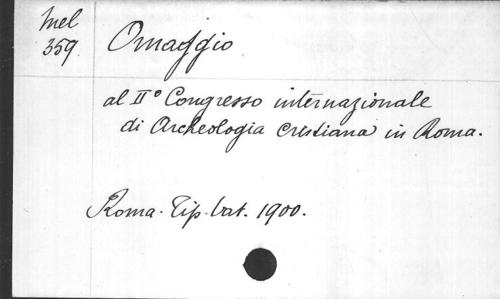 Mel
359
Omaggio
al II° Congresso internazionale
di Archeologia cristiana in Roma.
Roma. Tip. Vat. 1900.